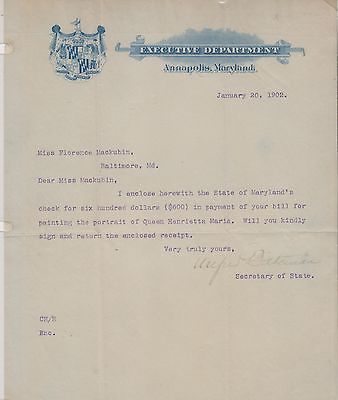 EXECUTIVE DEPARTMENT
Annapolis, Maryland.
January 20, 1902.
Miss Florence Mackubin,
Baltimore, Md.
Dear Miss Mackubin:
I enclose herewith the State of Maryland's
check for six hundred dollars ($600) in payment of your bill for
painting the portrait of Queen Henrietta Maria. Will you kindly
sign and return the enclosed receipt.
Very truly yours,
Secretary of State.
Enc.